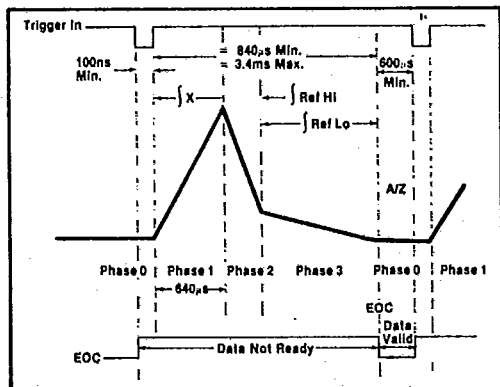 Trigger In
= 840µs Min.
= 3.4ms Max.
100ns
Min.
600µs
Min.
∫ X
∫ Ref Hi
∫ Ref Lo
A/Z
Phase 0
Phase 1
Phase 2
Phase 3
Phase 0
Phase 1
640µs
EOC
Data
Valid
Data Not Ready
EOC